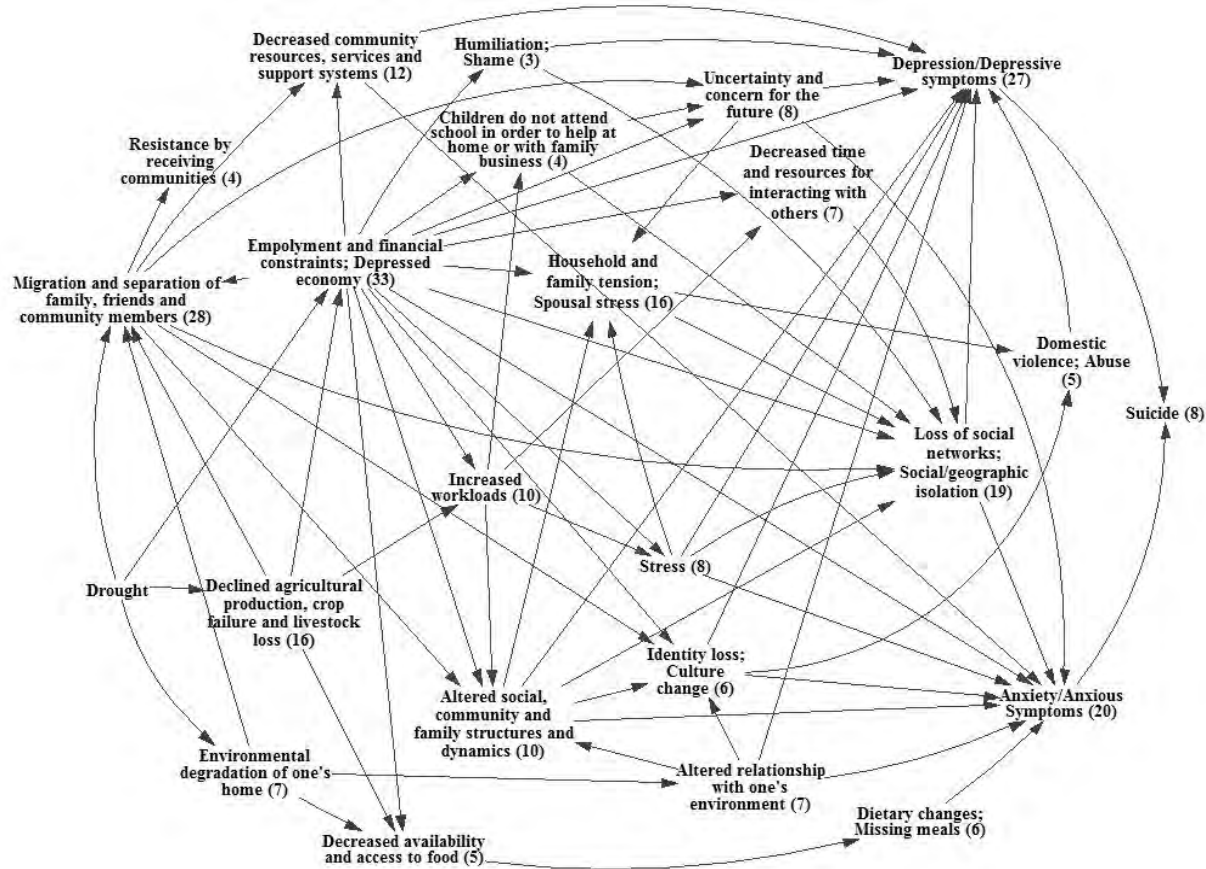 Decreased community
resources, services and
support systems (12)
Humiliation;
Shame (3)
Depression/Depressive
symptoms (27)
Uncertainty and
concern for the
future (8)
Children do not attend
school in order to help at
home or with family
business (4)
Resistance by
receiving
communities (4)
Decreased time
and resources for
interacting with
others (7)
Empolyment and financial
constraints; Depressed
economy (33)
Household and
family tension;
Spousal stress (16)
Migration and separation of
family, friends and
community members (28)
Domestic
violence; Abuse
(5)
Suicide (8)
Loss of social
networks;
Social/geographic
isolation (19)
Increased
workloads (10)
Stress (8)
Drought
Declined agricultural
production, crop
failure and livestock
loss (16)
Identity loss;
Culture
change (6)
Altered social,
community and
family structures and
dynamics (10)
Anxiety/Anxious
Symptoms (20)
Environmental
degradation of one's
home (7)
Altered relationship
with one's
environment (7)
Dietary changes;
Missing meals (6)
Decreased availability
and access to food (5)